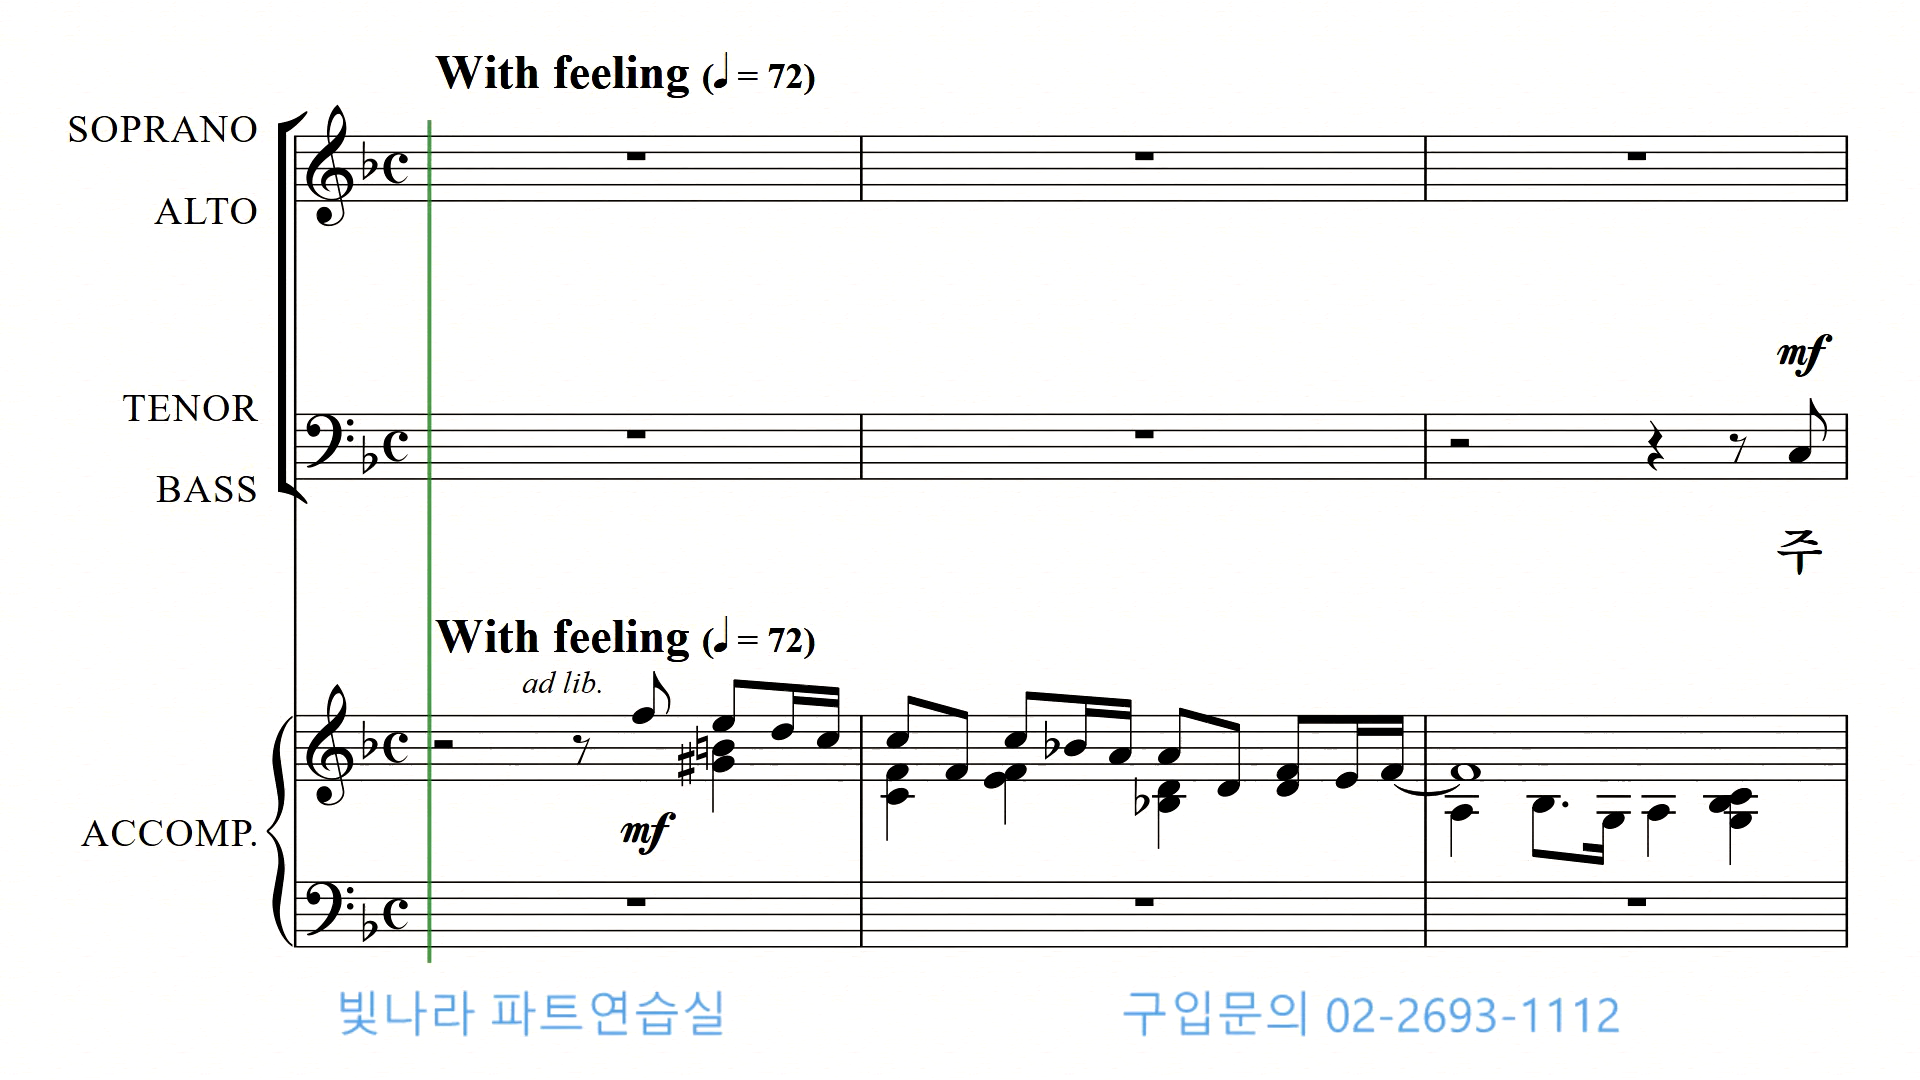 With feeling (♩ = 72)
SOPRANO
ALTO
mf
TENOR
BASS
주
With feeling (♩ = 72)
ad lib.
mf
ACCOMP.
빛나라 파트연습실 구입문의 02-2693-1112